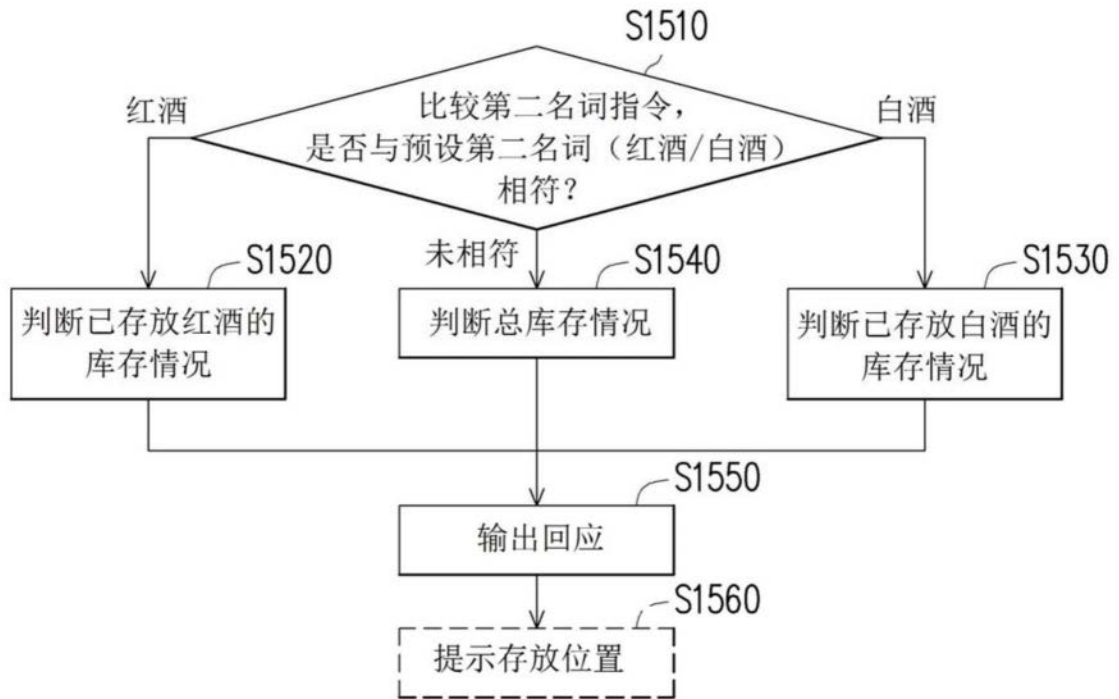 S1510
红酒
比较第二名词指令，
白酒
是否与预设第二名词（红酒/白酒）
相符？
未相符
S1520
S1540
S1530
判断已存放红酒的
库存情况
判断总库存情况
判断已存放白酒的
库存情况
S1550
输出回应
S1560
提示存放位置